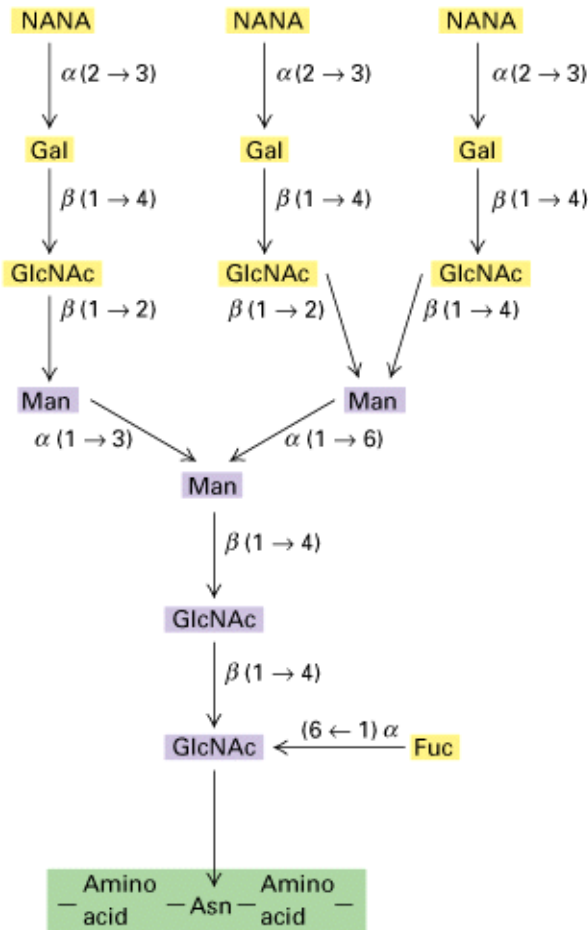 NANA NANA NANA
α(2 → 3) α(2 → 3) α(2 → 3)
Gal Gal Gal
β(1 → 4) β(1 → 4) β(1 → 4)
GlcNAc GlcNAc GlcNAc
β(1 → 2) β(1 → 2) β(1 → 4)
Man Man
α(1 → 3) α(1 → 6)
Man
β(1 → 4)
GlcNAc
β(1 → 4)
(6 ← 1)α
GlcNAc Fuc
Amino Amino
— — Asn — —
acid acid